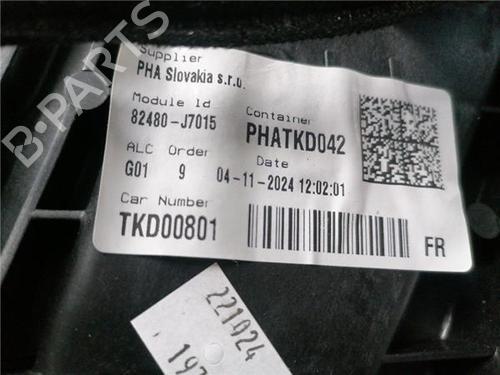 Supplier
PHA Slovakia s.r.o.
Module Id
82480-J7015
Container
PHATKD042
ALC Order
G01 9
Date
04-11-2024 12:02:01
Car Number
TKD00801
FR
221024
B-PARTS